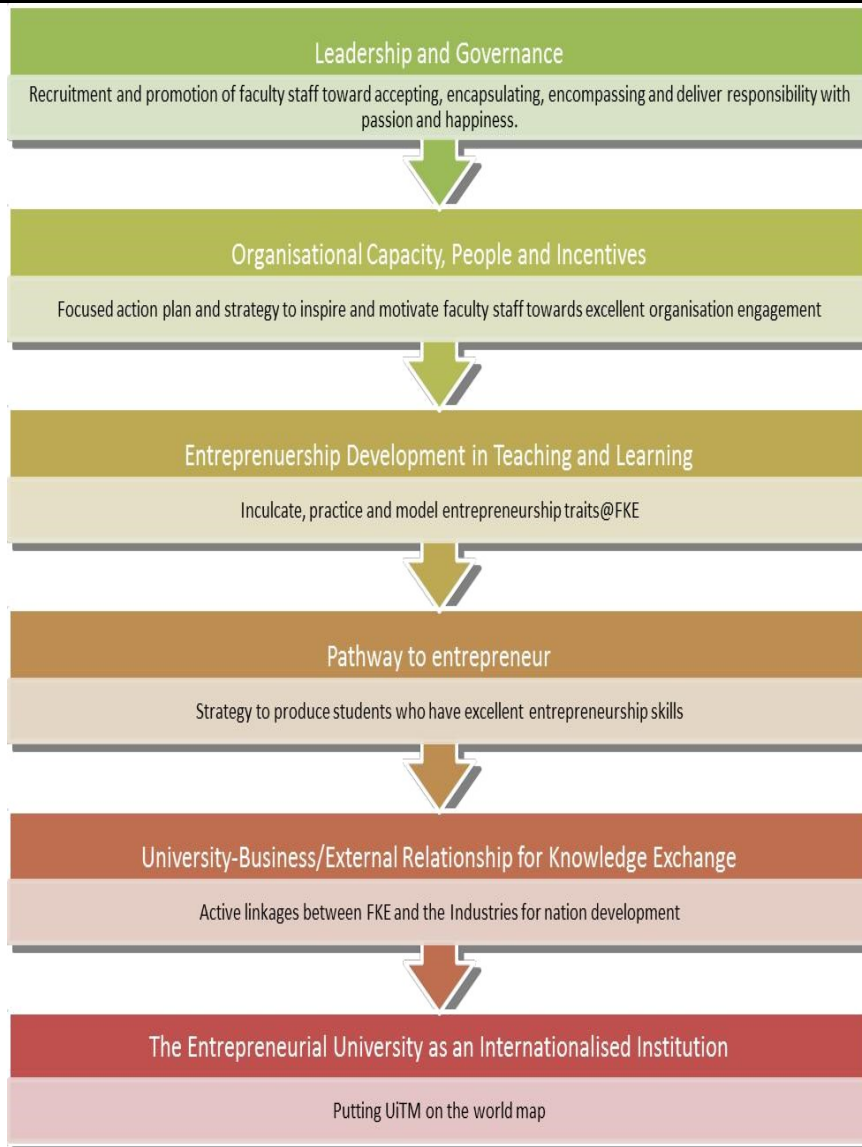 Leadership and Governance
Recruitment and promotion of faculty staff toward accepting, encapsulating, encompassing and deliver responsibility with
passion and happiness.
Organisational Capacity, People and Incentives
Focused action plan and strategy to inspire and motivate faculty staff towards excellent organisation engagement
Entreprenuership Development in Teaching and Learning
Inculcate, practice and model entrepreneurship traits@FKE
Pathway to entrepreneur
Strategy to produce students who have excellent entrepreneurship skills
University-Business/External Relationship for Knowledge Exchange
Active linkages between FKE and the Industries for nation development
The Entrepreneurial University as an Internationalised Institution
Putting UiTM on the world map